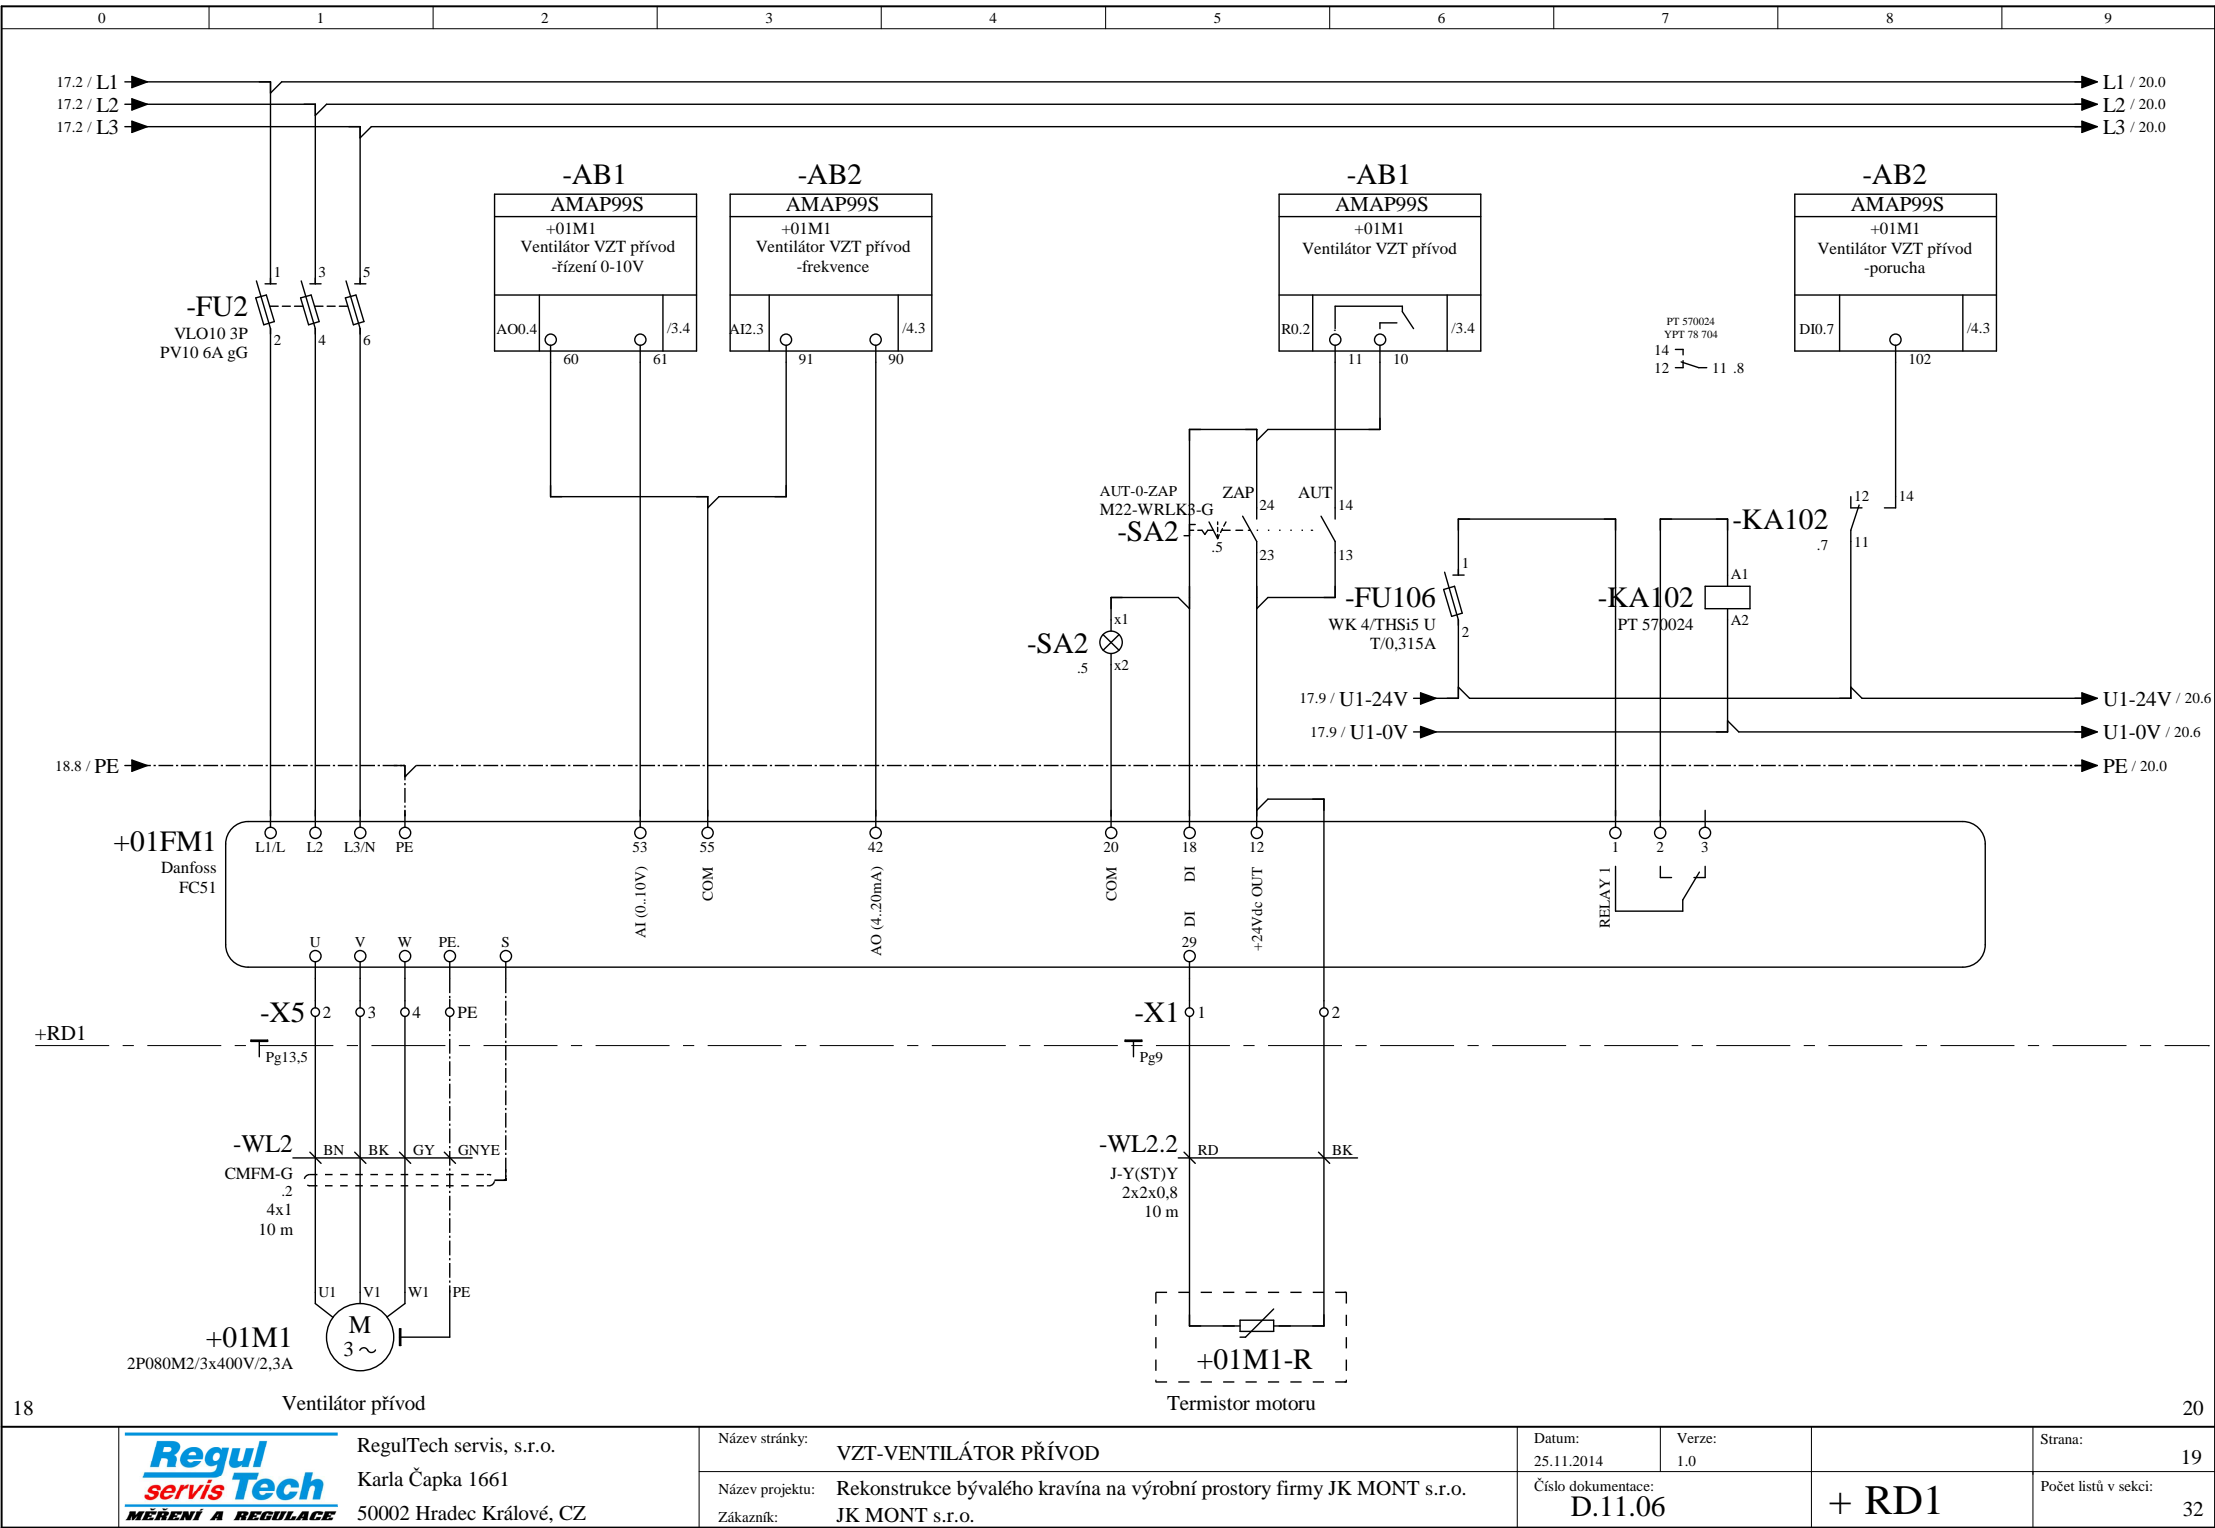 0 1 2 3 4 5 6 7 8 9
17.2 / L1
17.2 / L2
17.2 / L3
L1 / 20.0
L2 / 20.0
L3 / 20.0
-AB1
AMAP99S
+01M1
Ventilátor VZT přívod
-řízení 0-10V
AO0.4
/3.4
60
61
-AB2
AMAP99S
+01M1
Ventilátor VZT přívod
-frekvence
AI2.3
/4.3
91
90
-AB1
AMAP99S
+01M1
Ventilátor VZT přívod
R0.2
/3.4
11
10
PT 570024
YPT 78 704
14
12
11 .8
-AB2
AMAP99S
+01M1
Ventilátor VZT přívod
-porucha
DI0.7
/4.3
102
-FU2
VLO10 3P
PV10 6A gG
1
3
5
2
4
6
AUT-0-ZAP
M22-WRLK3-G
-SA2
.5
ZAP
24
23
AUT
14
13
-SA2
.5
x1
x2
-FU106
WK 4/THSi5 U
T/0,315A
1
2
-KA102
PT 570024
A1
A2
-KA102
.7
12
14
11
17.9 / U1-24V
U1-24V / 20.6
17.9 / U1-0V
U1-0V / 20.6
18.8 / PE
PE / 20.0
+01FM1
Danfoss
FC51
L1/L
L2
L3/N
PE
53
AI (0..10V)
55
COM
42
AO (4..20mA)
20
COM
18
DI
DI
29
12
+24Vdc OUT
RELAY 1
1
2
3
U
V
W
PE.
S
-X5
2
3
4
PE
-X1
1
2
+RD1
Pg13,5
Pg9
-WL2
CMFM-G
.2
4x1
10 m
BN
BK
GY
GNYE
-WL2.2
J-Y(ST)Y
2x2x0,8
10 m
RD
BK
U1
V1
W1
PE
+01M1
2P080M2/3x400V/2,3A
M
3 ~
+01M1-R
18
Ventilátor přívod
Termistor motoru
20
Regul
servis Tech
MĚŘENÍ A REGULACE
RegulTech servis, s.r.o.
Karla Čapka 1661
50002 Hradec Králové, CZ
Název stránky: VZT-VENTILÁTOR PŘÍVOD
Název projektu: Rekonstrukce bývalého kravína na výrobní prostory firmy JK MONT s.r.o.
Zákazník: JK MONT s.r.o.
Datum:
25.11.2014
Verze:
1.0
Číslo dokumentace:
D.11.06
+ RD1
Strana:
19
Počet listů v sekci:
32